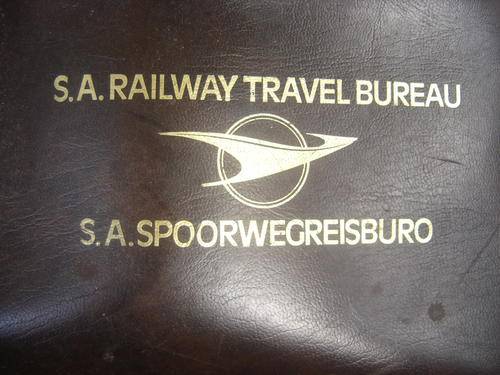 S.A. RAILWAY TRAVEL BUREAU
S.A. SPOORWEGREISBURO